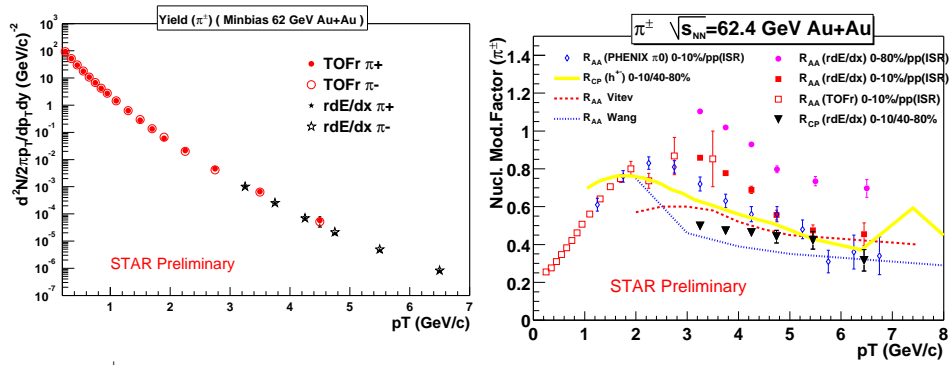 Yield (π±) ( Minbias 62 GeV Au+Au)
d²N/2πpT/dpTdy (GeV/c)⁻²
10²
10
1
10⁻¹
10⁻²
10⁻³
10⁻⁴
10⁻⁵
10⁻⁶
10⁻⁷
TOFr π+
TOFr π-
rdE/dx π+
rdE/dx π-
STAR Preliminary
1 2 3 4 5 6 7
pT (GeV/c)
π± √sNN=62.4 GeV Au+Au
Nucl. Mod.Factor (π±)
1.4
1.2
1
0.8
0.6
0.4
0.2
0
RAA (PHENIX π0) 0-10%/pp(ISR)
RCP (h±) 0-10/40-80%
RAA Vitev
RAA Wang
RAA (rdE/dx) 0-80%/pp(ISR)
RAA (rdE/dx) 0-10%/pp(ISR)
RAA (TOFr) 0-10%/pp(ISR)
RCP (rdE/dx) 0-10/40-80%
STAR Preliminary
0 1 2 3 4 5 6 7 8
pT (GeV/c)